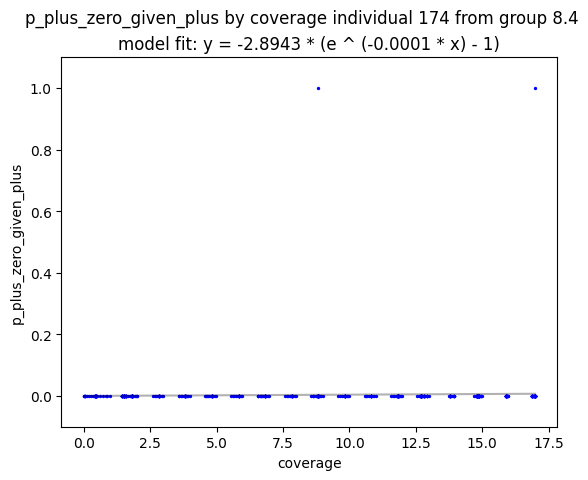 p_plus_zero_given_plus by coverage individual 174 from group 8.4
model fit: y = -2.8943 * (e ^ (-0.0001 * x) - 1)
1.0
0.8
0.6
0.4
0.2
0.0
p_plus_zero_given_plus
0.0 2.5 5.0 7.5 10.0 12.5 15.0 17.5
coverage